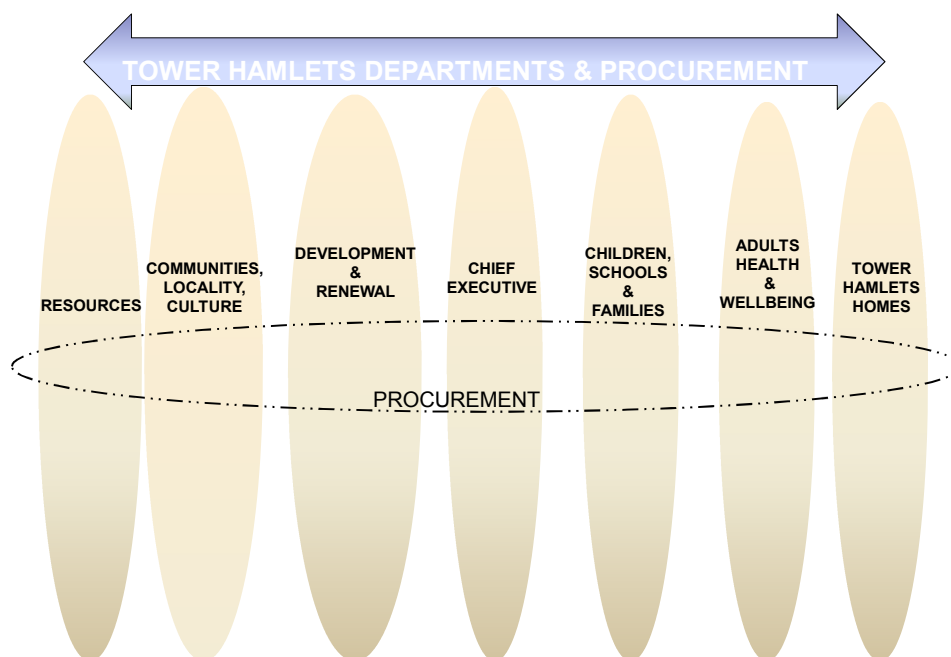 TOWER HAMLETS DEPARTMENTS & PROCUREMENT
RESOURCES
COMMUNITIES,
LOCALITY,
CULTURE
DEVELOPMENT
&
RENEWAL
CHIEF
EXECUTIVE
CHILDREN,
SCHOOLS
&
FAMILIES
ADULTS
HEALTH
&
WELLBEING
TOWER
HAMLETS
HOMES
PROCUREMENT